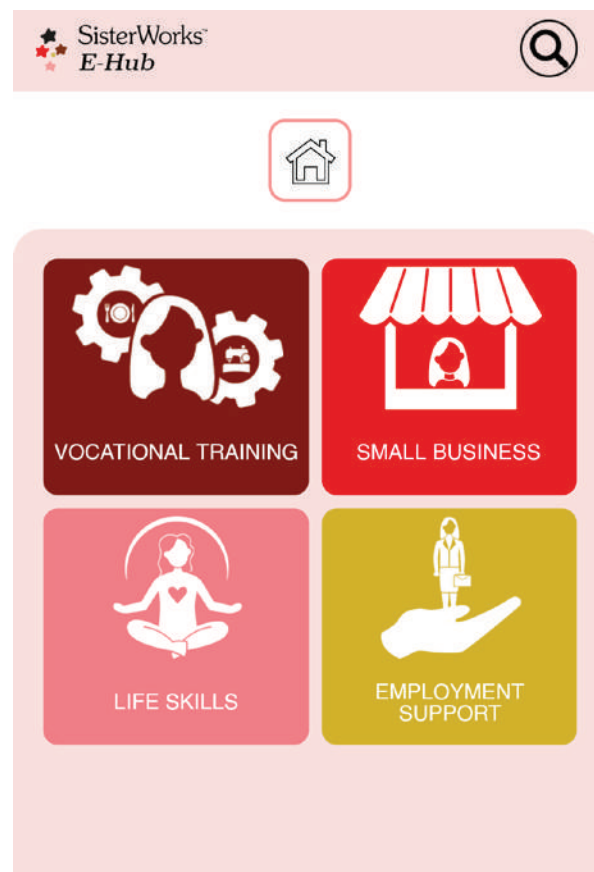 SisterWorks™
E-Hub
VOCATIONAL TRAINING
SMALL BUSINESS
LIFE SKILLS
EMPLOYMENT
SUPPORT